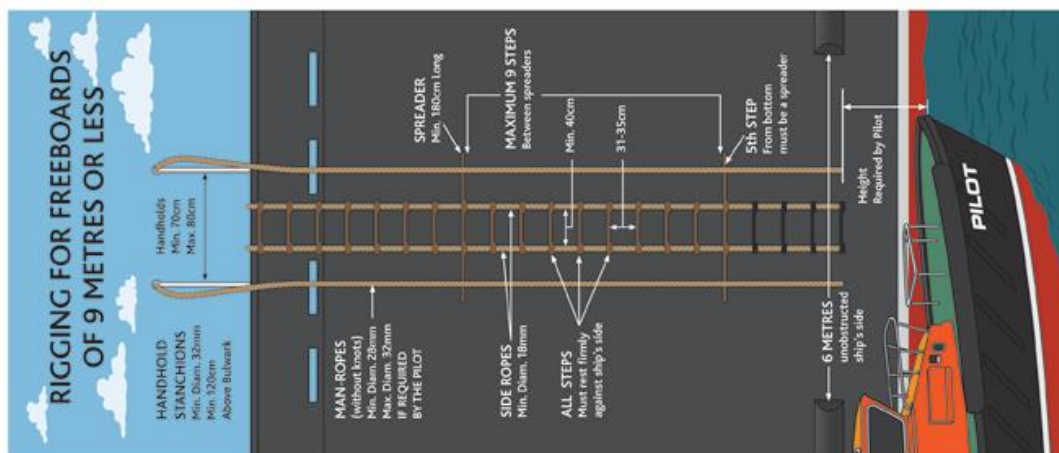 RIGGING FOR FREEBOARDS
OF 9 METRES OR LESS
HANDHOLD
STANCHIONS
Min. Diam. 32mm
Min. 120cm
Above Bulwark
Handholds
Min. 70cm
Max. 80cm
MAN-ROPES
(without knots)
Min. Diam. 28mm
Max. Diam. 32mm
IF REQUIRED
BY THE PILOT
SPREADER
Min. 180cm Long
MAXIMUM 9 STEPS
Between spreaders
SIDE ROPES
Min. Diam. 18mm
Min. 40cm
31-35cm
ALL STEPS
Must rest firmly
against ship's side
5th STEP
From bottom
must be a spreader
6 METRES
unobstructed
ship's side
Height
Required by Pilot
PILOT